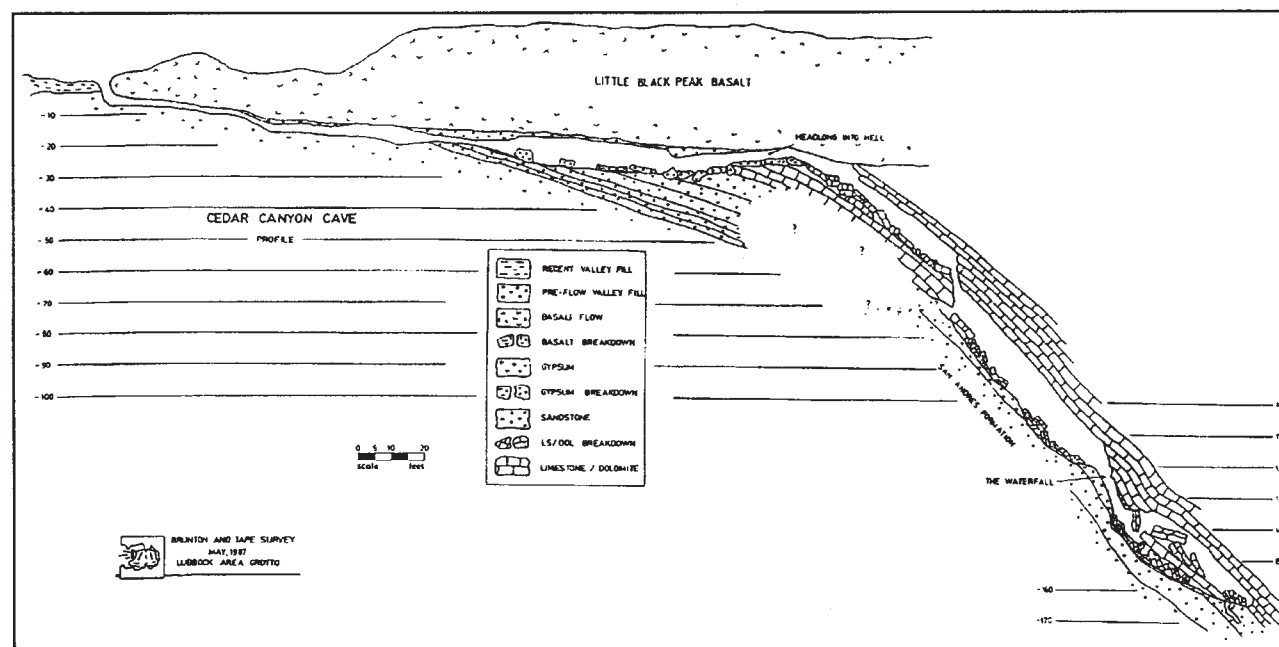 LITTLE BLACK PEAK BASALT
HEADLONG INTO HELL
-10
-20
-30
-40
CEDAR CANYON CAVE
PROFILE
-50
-60
-70
-80
-90
-100
?
?
?
RECENT VALLEY FILL
PRE-FLOW VALLEY FILL
BASALT FLOW
BASALT BREAKDOWN
GYPSUM
GYPSUM BREAKDOWN
SANDSTONE
LS/DOL BREAKDOWN
LIMESTONE / DOLOMITE
0 5 10 20
scale feet
SAN ANDRES FORMATION
THE WATERFALL
BRUNTON AND TAPE SURVEY
MAY, 1987
LUBBOCK AREA GROTTO
-160
-170